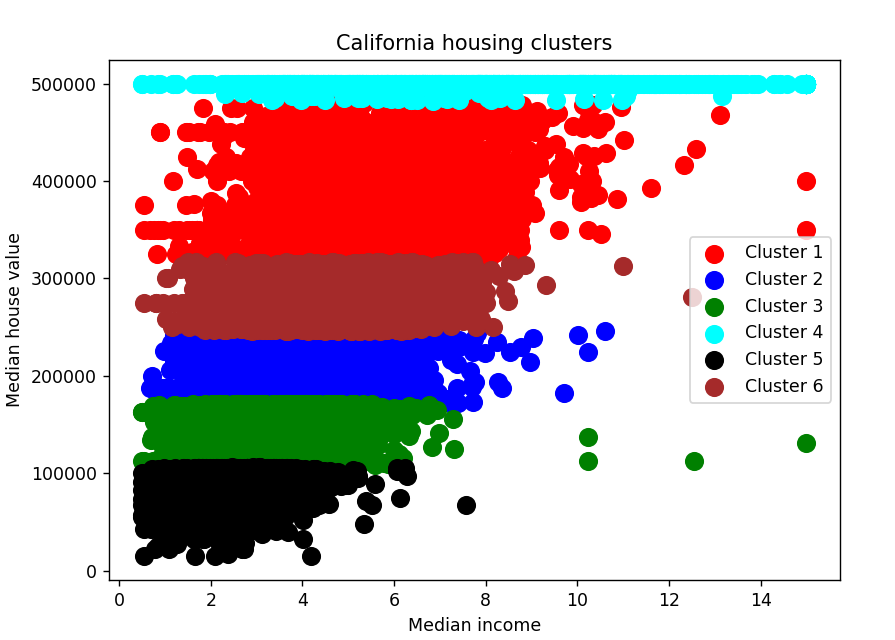 California housing clusters
Median house value
500000
400000
300000
200000
100000
0
Cluster 1
Cluster 2
Cluster 3
Cluster 4
Cluster 5
Cluster 6
0 2 4 6 8 10 12 14
Median income